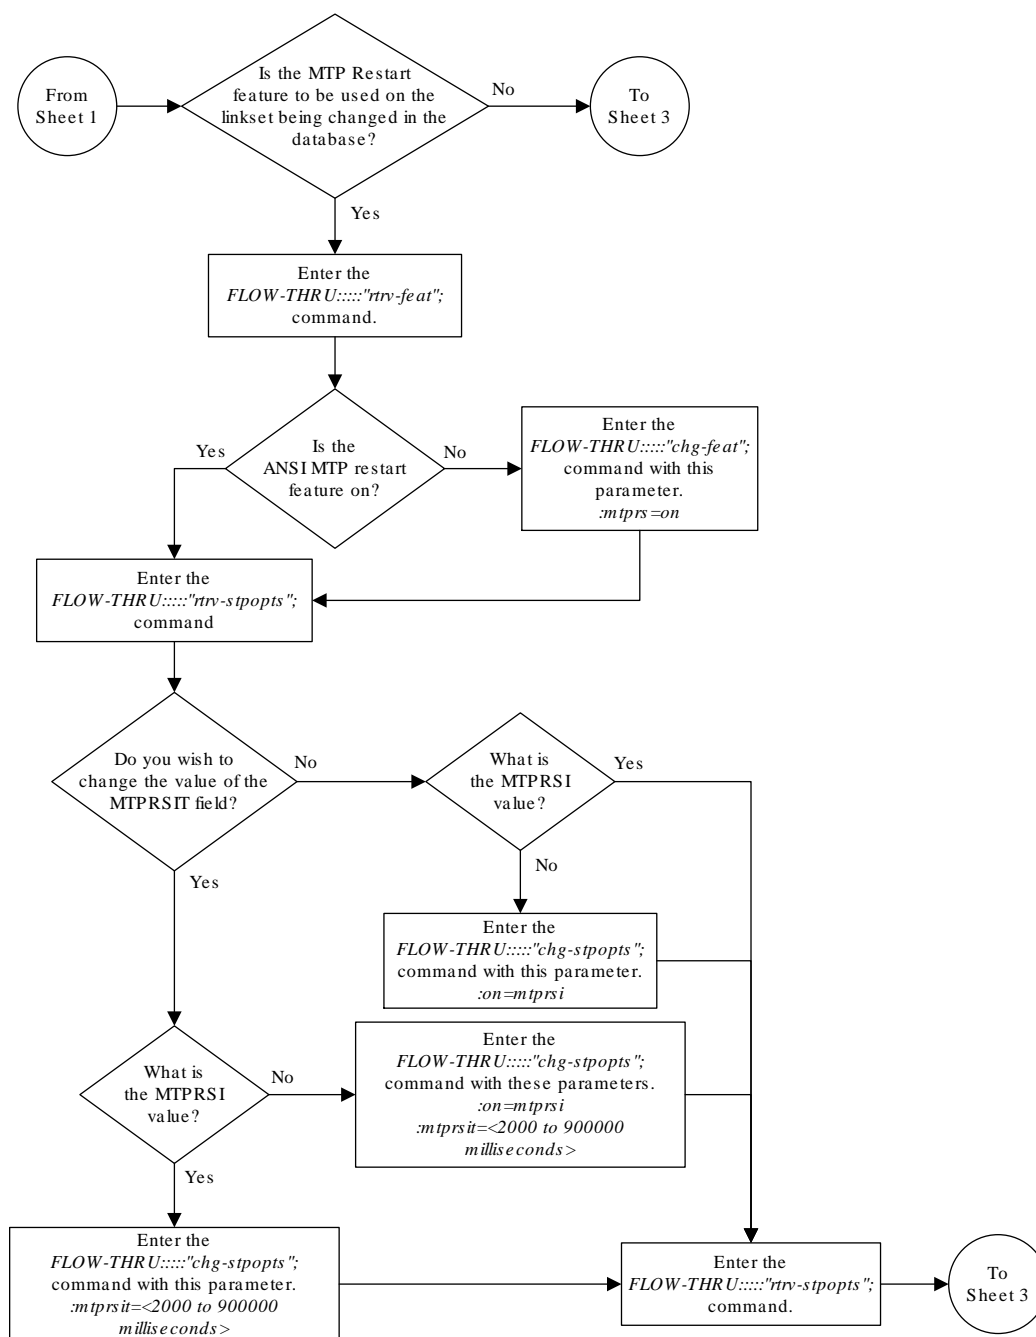 From
Sheet 1
Is the MTP Restart
feature to be used on the
linkset being changed in the
database?
No
To
Sheet 3
Yes
Enter the
FLOW-THRU:::::"rtrv-feat";
command.
Is the
ANSI MTP restart
feature on?
Yes
No
Enter the
FLOW-THRU:::::"chg-feat";
command with this
parameter.
:mtprs=on
Enter the
FLOW-THRU:::::"rtrv-stpopts";
command
Do you wish to
change the value of the
MTPRSIT field?
No
What is
the MTPRSI
value?
Yes
No
Yes
Enter the
FLOW-THRU:::::"chg-stpopts";
command with this parameter.
:on=mtprsi
What is
the MTPRSI
value?
No
Enter the
FLOW-THRU:::::"chg-stpopts";
command with these parameters.
:on=mtprsi
:mtprsit=<2000 to 900000
milliseconds>
Yes
Enter the
FLOW-THRU:::::"chg-stpopts";
command with this parameter.
:mtprsit=<2000 to 900000
milliseconds>
Enter the
FLOW-THRU:::::"rtrv-stpopts";
command.
To
Sheet 3